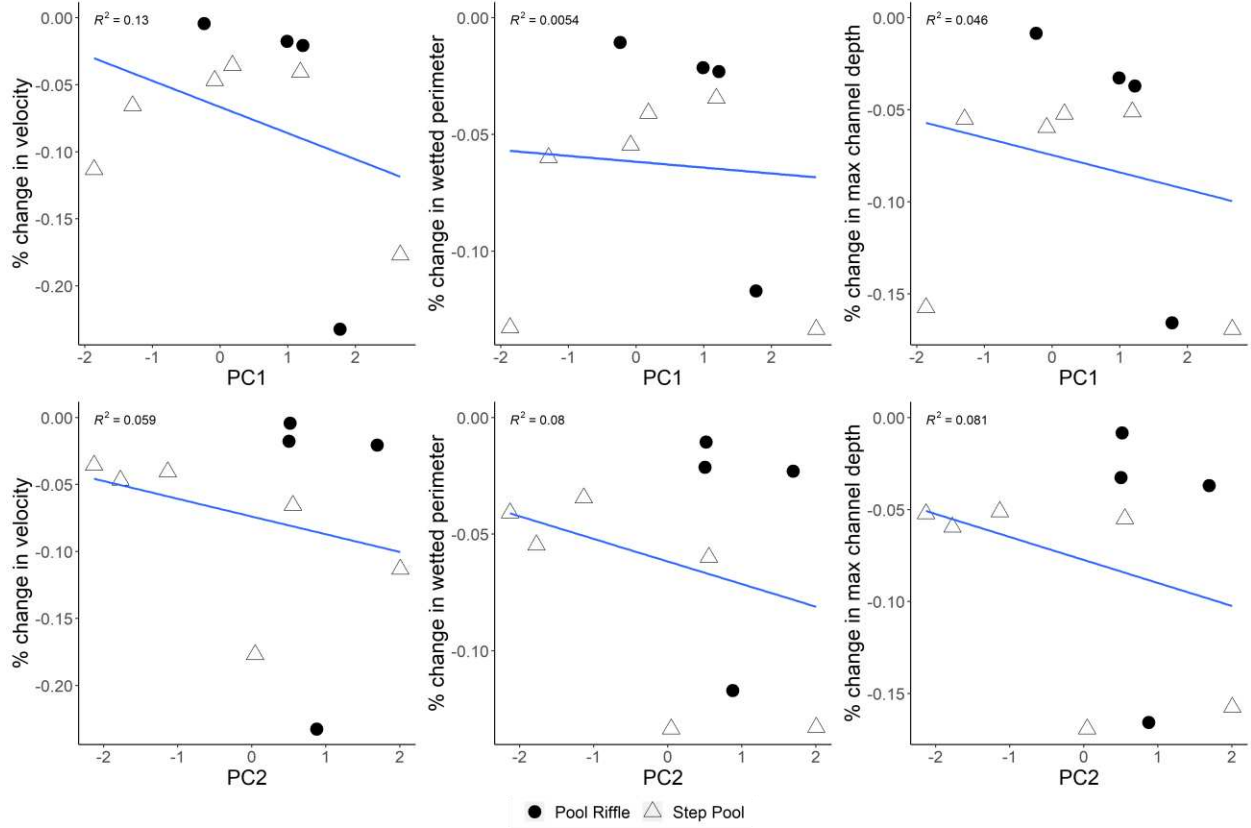 R² = 0.13
0.00
-0.05
-0.10
-0.15
-0.20
% change in velocity
-2 -1 0 1 2
PC1
R² = 0.0054
0.00
-0.05
-0.10
% change in wetted perimeter
-2 -1 0 1 2
PC1
R² = 0.046
0.00
-0.05
-0.10
-0.15
% change in max channel depth
-2 -1 0 1 2
PC1
R² = 0.059
0.00
-0.05
-0.10
-0.15
-0.20
% change in velocity
-2 -1 0 1 2
PC2
R² = 0.08
0.00
-0.05
-0.10
% change in wetted perimeter
-2 -1 0 1 2
PC2
R² = 0.081
0.00
-0.05
-0.10
-0.15
% change in max channel depth
-2 -1 0 1 2
PC2
Pool Riffle Step Pool